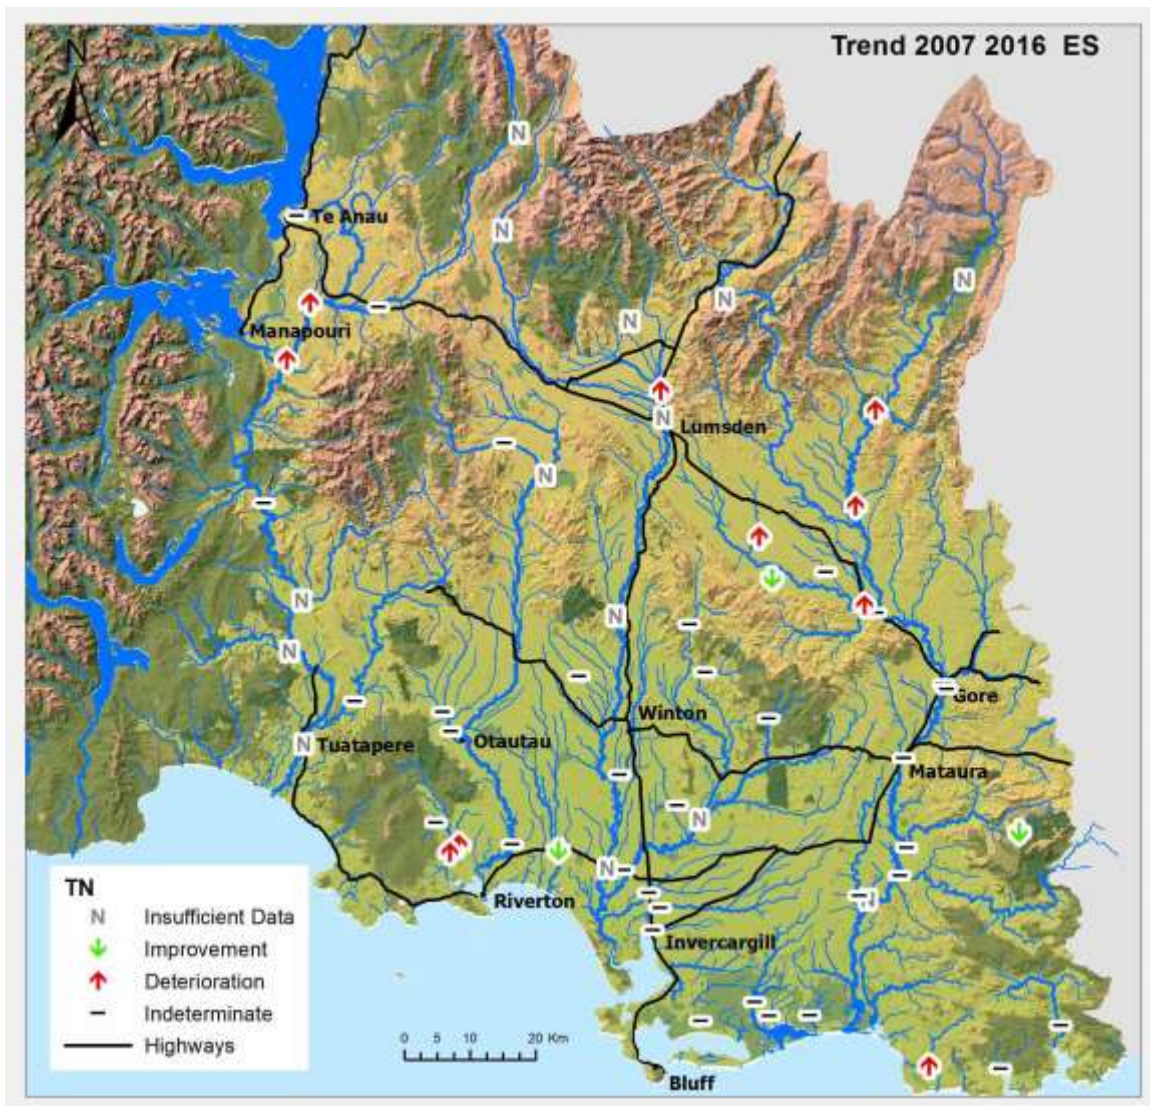 Trend 2007 2016 ES
N
N
N
Te Anau
N
N
Manapouri
N
N
Lumsden
N
N
N
N
Gore
Winton
N
Tuatapere
Otautau
Mataura
N
N
Riverton
N
Invercargill
Bluff
TN
N Insufficient Data
Improvement
Deterioration
Indeterminate
Highways
0 5 10 20 Km